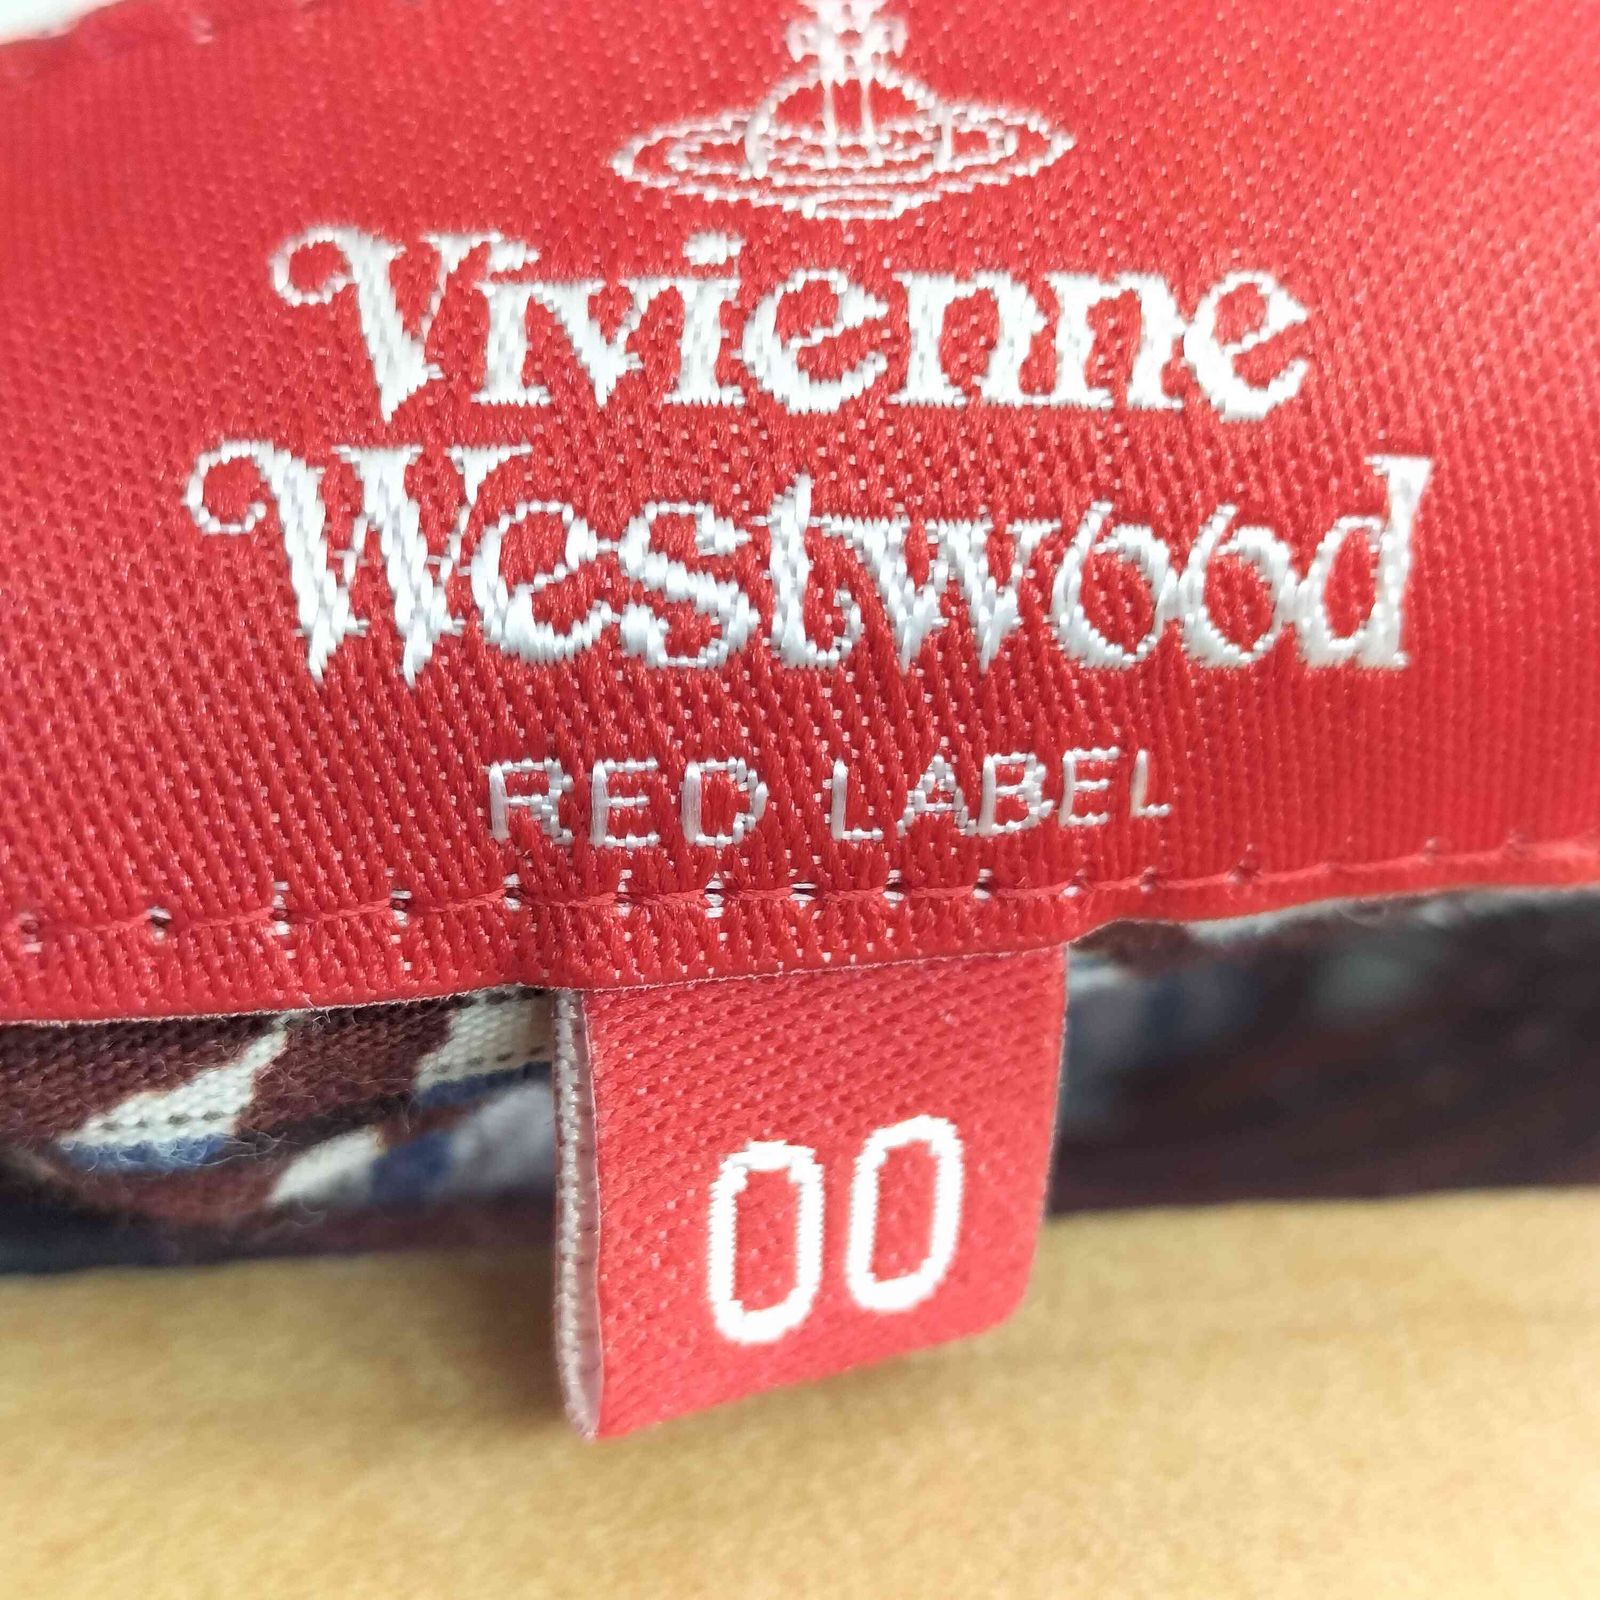 Vivienne
Westwood
RED LABEL
00